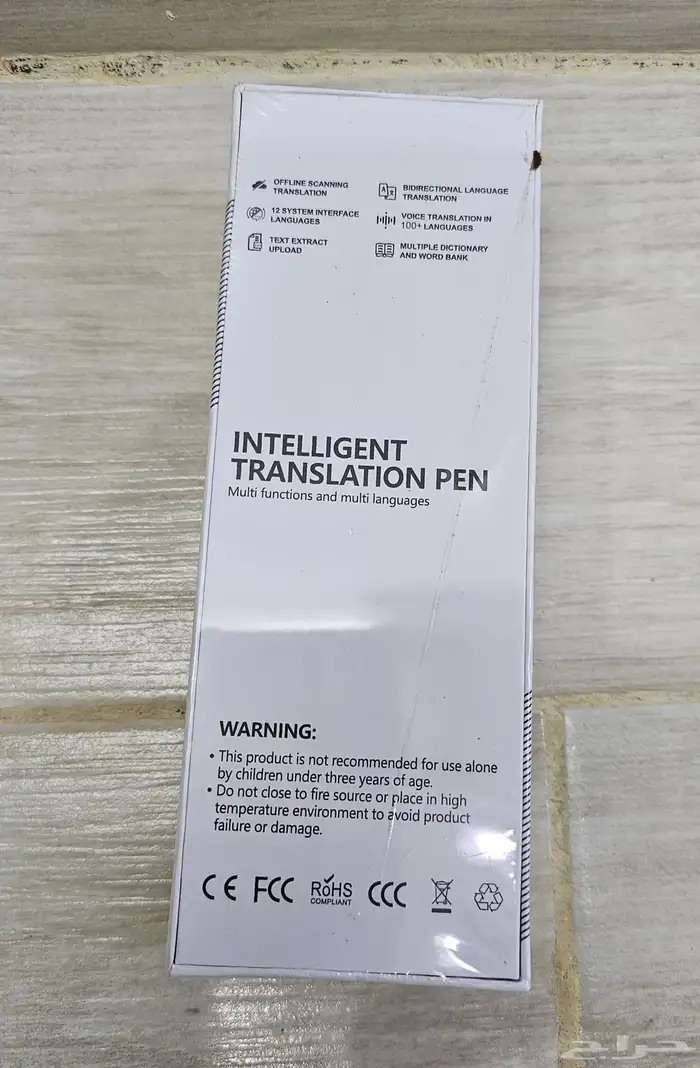 OFFLINE SCANNING
TRANSLATION
BIDIRECTIONAL LANGUAGE
TRANSLATION
12 SYSTEM INTERFACE
LANGUAGES
VOICE TRANSLATION IN
100+ LANGUAGES
TEXT EXTRACT
UPLOAD
MULTIPLE DICTIONARY
AND WORD BANK
INTELLIGENT
TRANSLATION PEN
Multi functions and multi languages
WARNING:
• This product is not recommended for use alone
by children under three years of age.
• Do not close to fire source or place in high
temperature environment to avoid product
failure or damage.
CE FCC RoHS COMPLIANT CCC
حراج